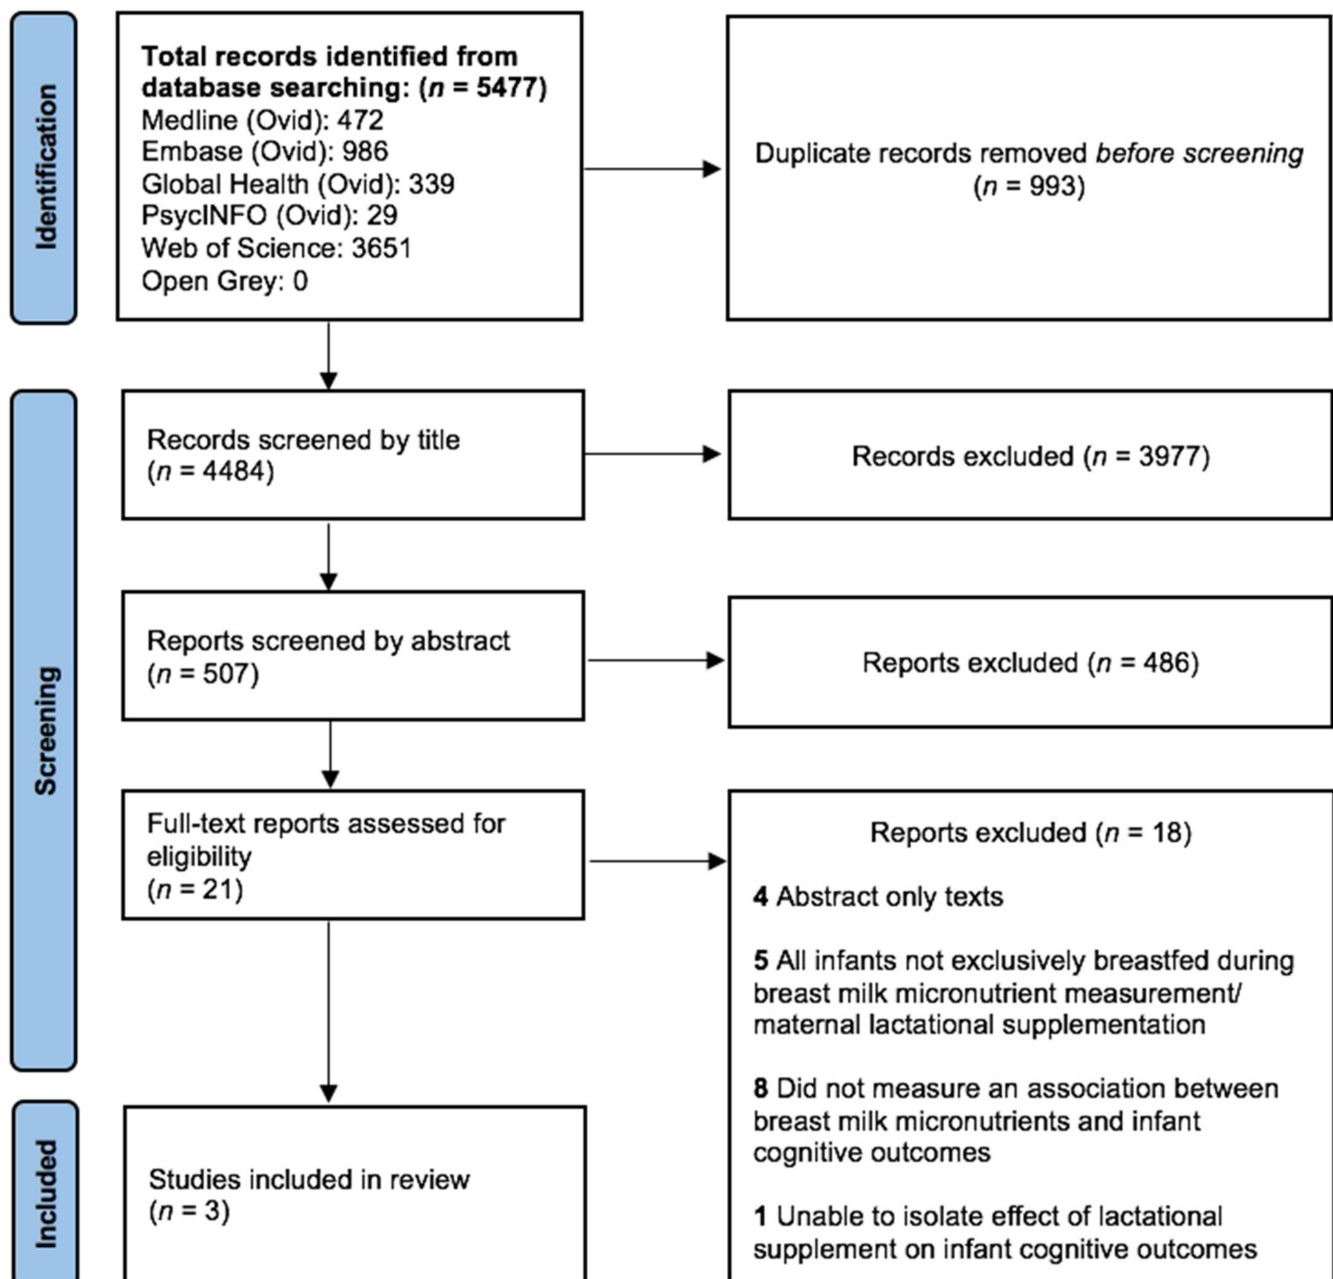 Identification
Total records identified from
database searching: (n = 5477)
Medline (Ovid): 472
Embase (Ovid): 986
Global Health (Ovid): 339
PsycINFO (Ovid): 29
Web of Science: 3651
Open Grey: 0
Duplicate records removed before screening
(n = 993)
Screening
Records screened by title
(n = 4484)
Records excluded (n = 3977)
Reports screened by abstract
(n = 507)
Reports excluded (n = 486)
Full-text reports assessed for
eligibility
(n = 21)
Reports excluded (n = 18)
4 Abstract only texts
5 All infants not exclusively breastfed during
breast milk micronutrient measurement/
maternal lactational supplementation
8 Did not measure an association between
breast milk micronutrients and infant
cognitive outcomes
1 Unable to isolate effect of lactational
supplement on infant cognitive outcomes
Included
Studies included in review
(n = 3)